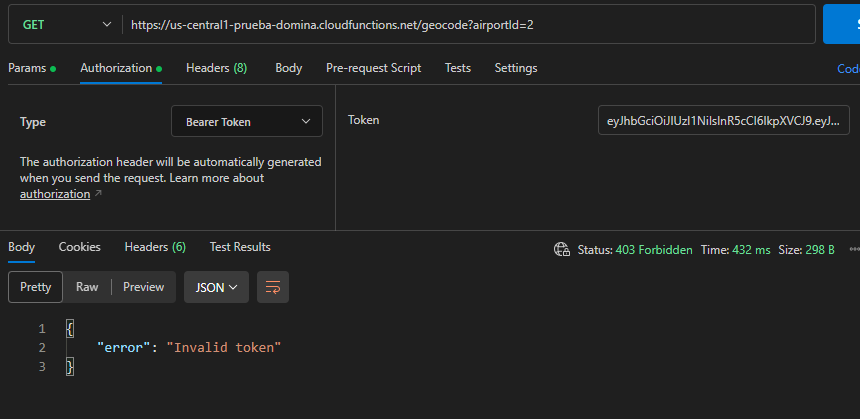 GET https://us-central1-prueba-domina.cloudfunctions.net/geocode?airportId=2
Params Authorization Headers (8) Body Pre-request Script Tests Settings
Type Bearer Token Token eyJhbGciOiJIUzI1NiIsInR5cCI6IkpXVCJ9.eyJ...
The authorization header will be automatically generated
when you send the request. Learn more about
authorization ↗
Body Cookies Headers (6) Test Results Status: 403 Forbidden Time: 432 ms Size: 298 B
Pretty Raw Preview JSON
1 {
2 "error": "Invalid token"
3 }